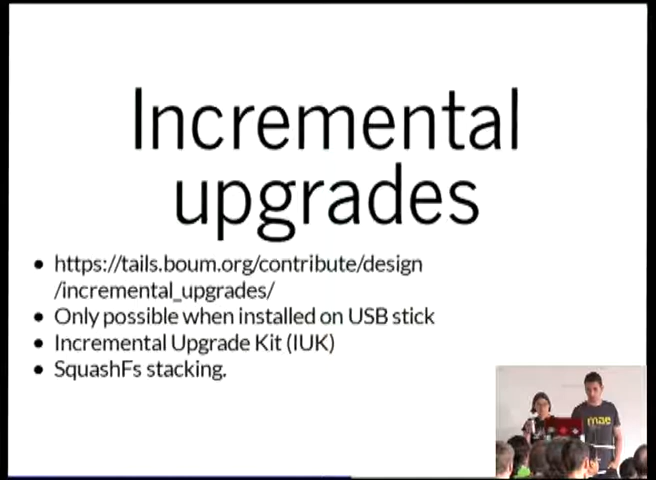 Incremental
upgrades
• https://tails.boum.org/contribute/design
/incremental_upgrades/
• Only possible when installed on USB stick
• Incremental Upgrade Kit (IUK)
• SquashFs stacking.
mae